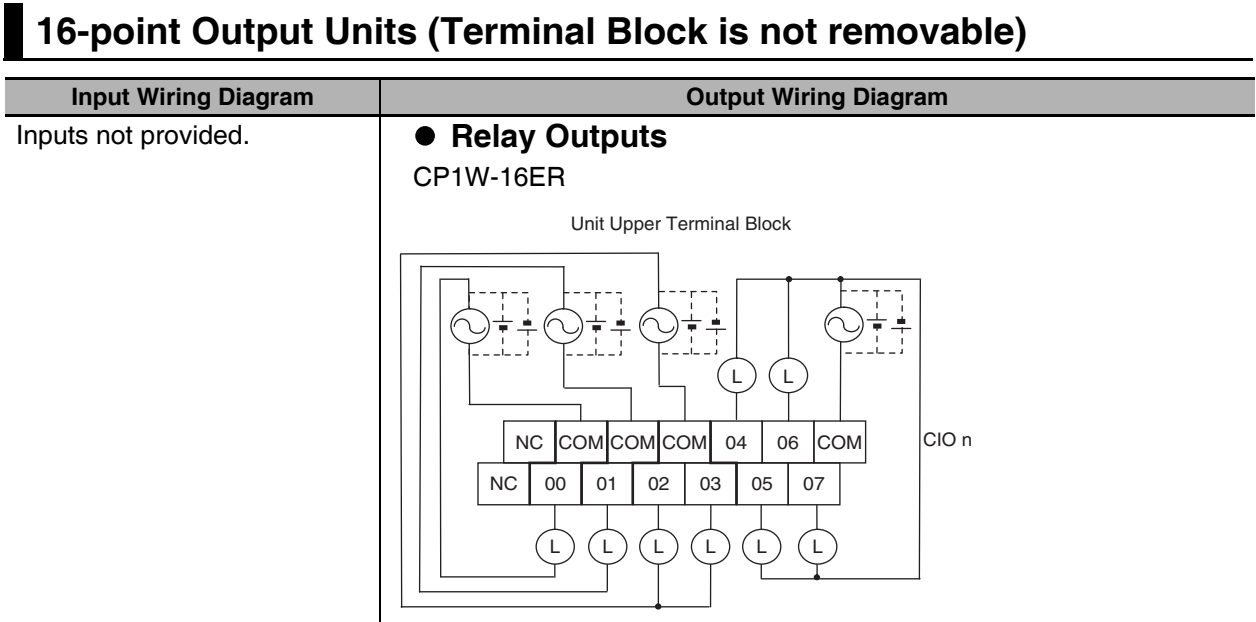 16-point Output Units (Terminal Block is not removable)
Input Wiring Diagram
Output Wiring Diagram
Inputs not provided.
● Relay Outputs
CP1W-16ER
Unit Upper Terminal Block
L L
NC COM COM COM 04 06 COM
CIO n
NC 00 01 02 03 05 07
L L L L L L